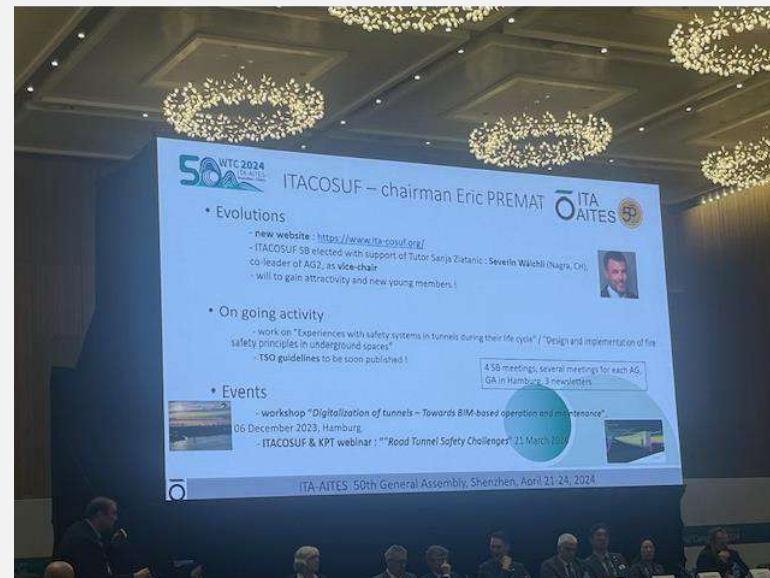 50 WTC 2024
ITA-AITES
ITACOSUF – chairman Eric PREMAT
ITA
AITES
50
• Evolutions
- new website : https://www.ita-cosuf.org/
- ITACOSUF SB elected with support of Tutor Sanja Zlatanic : Severin Wälchli (Nagra, CH),
co-leader of AG2, as vice-chair
- will to gain attractivity and new young members !
• On going activity
- work on "Experiences with safety systems in tunnels during their life cycle" / "Design and implementation of fire
safety principles in underground spaces"
- TSO guidelines to be soon published !
4 SB meetings, several meetings for each AG,
GA in Hamburg, 3 newsletters
• Events
- workshop "Digitalization of tunnels – Towards BIM-based operation and maintenance",
06 December 2023, Hamburg
- ITACOSUF & KPT webinar : ""Road Tunnel Safety Challenges" 21 March
ITA-AITES 50th General Assembly, Shenzhen, April 21-24, 2024